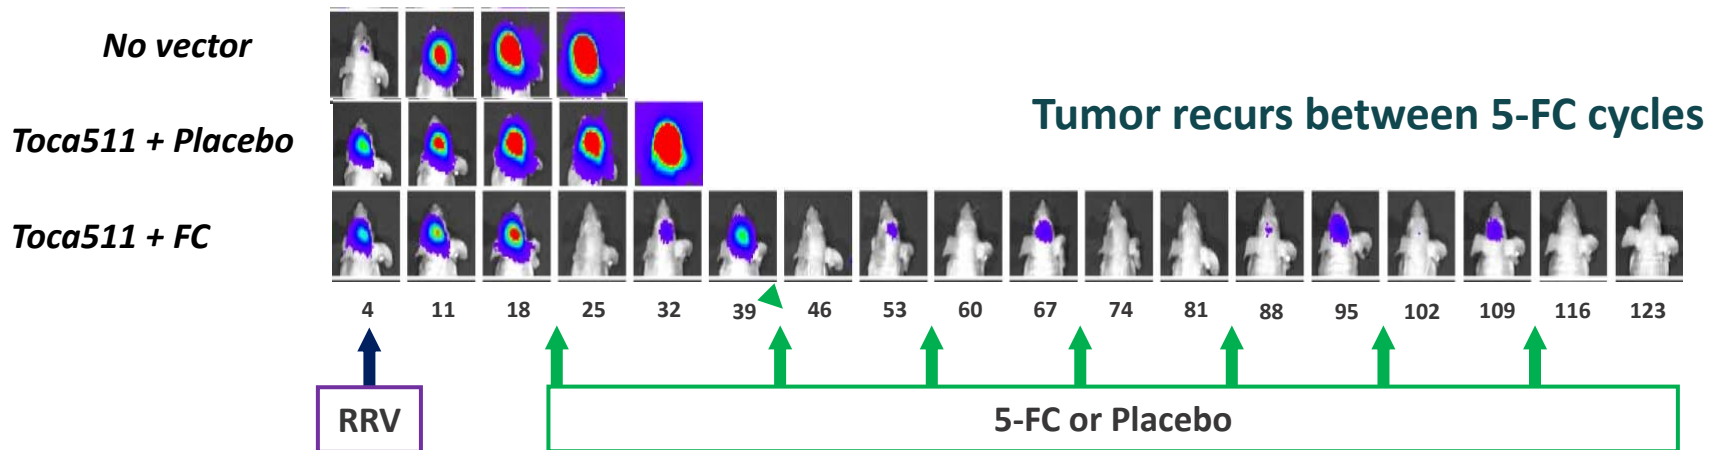 No vector
Tumor recurs between 5-FC cycles
Toca511 + Placebo
Toca511 + FC
4 11 18 25 32 39 46 53 60 67 74 81 88 95 102 109 116 123
RRV
5-FC or Placebo